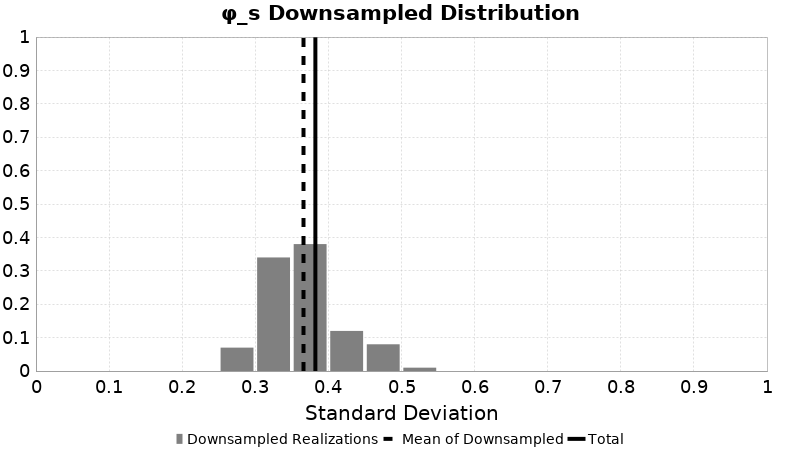 φ_s Downsampled Distribution
1
0.9
0.8
0.7
0.6
0.5
0.4
0.3
0.2
0.1
0
0 0.1 0.2 0.3 0.4 0.5 0.6 0.7 0.8 0.9 1
Standard Deviation
Downsampled Realizations Mean of Downsampled Total